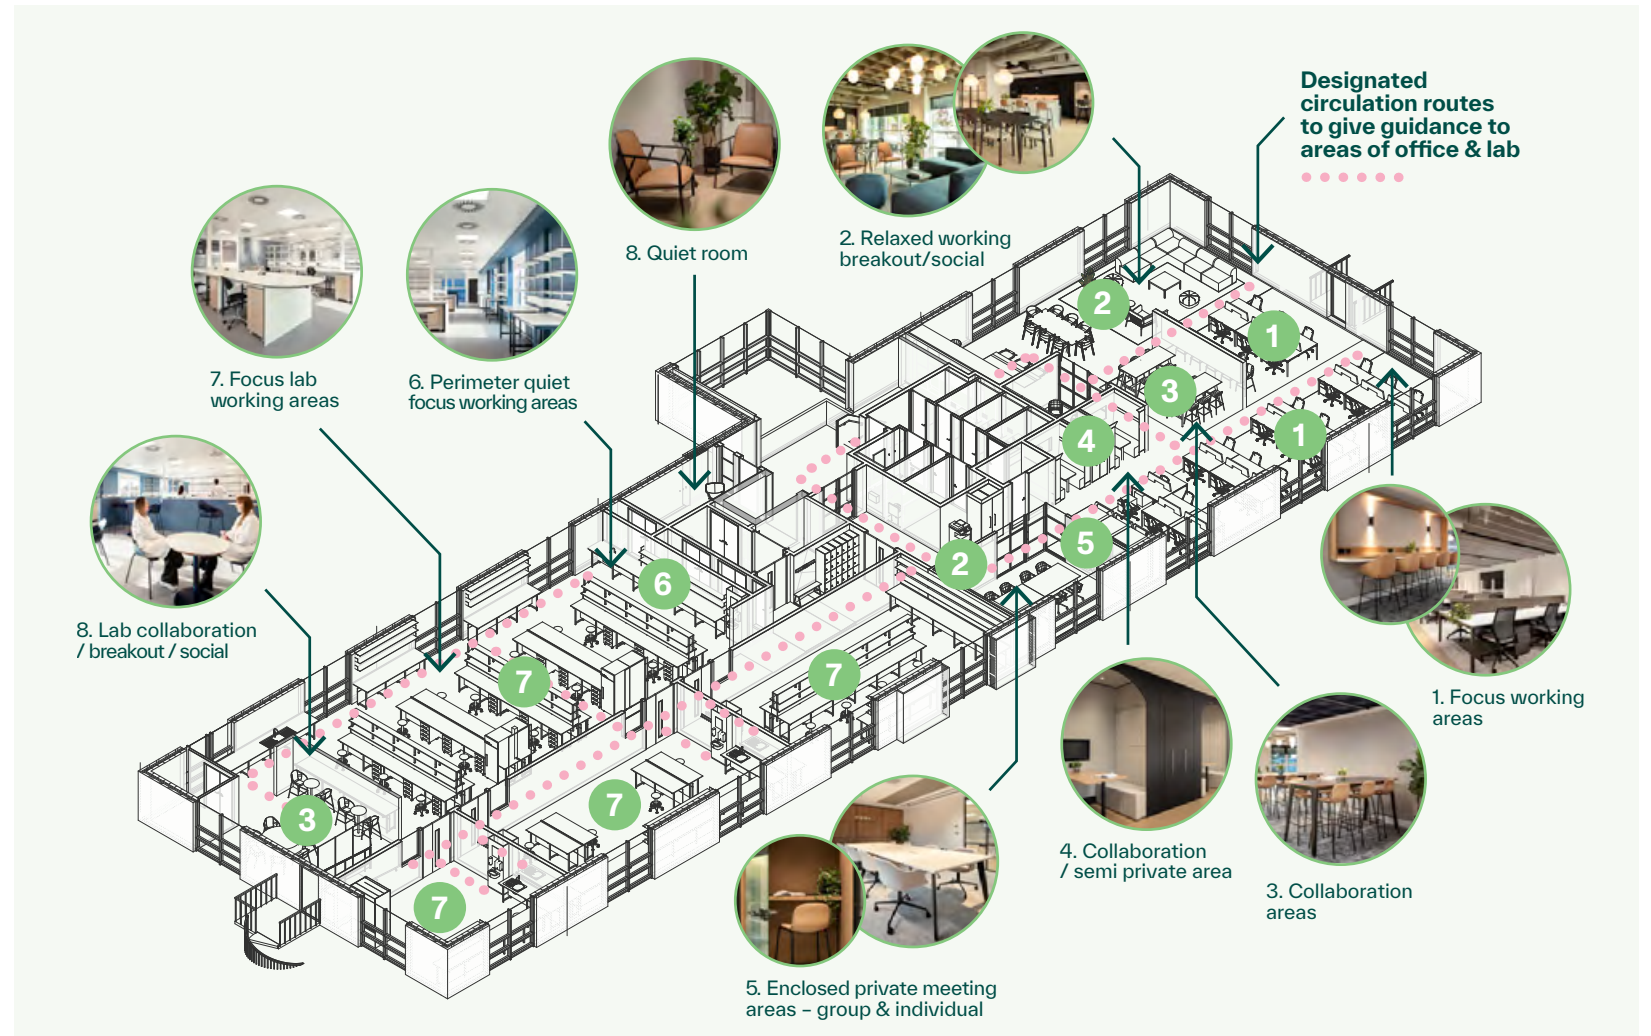 Designated
circulation routes
to give guidance to
areas of office & lab
8. Quiet room
2. Relaxed working
breakout/social
7. Focus lab
working areas
6. Perimeter quiet
focus working areas
8. Lab collaboration
/ breakout / social
2
1
3
1
4
5
2
6
7
7
7
3
7
1. Focus working
areas
4. Collaboration
/ semi private area
3. Collaboration
areas
5. Enclosed private meeting
areas – group & individual